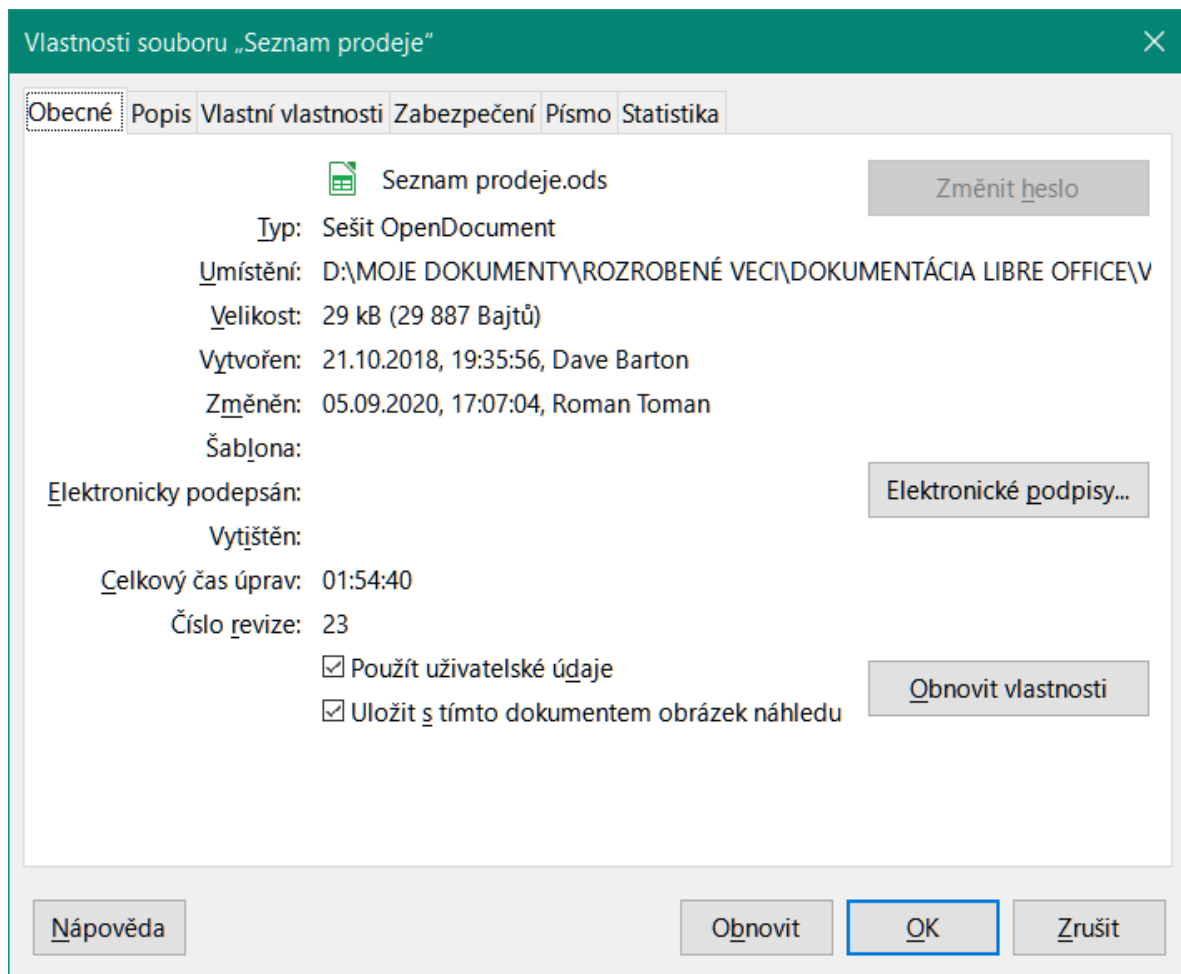 Vlastnosti souboru „Seznam prodeje“
Obecné Popis Vlastní vlastnosti Zabezpečení Písmo Statistika
Seznam prodeje.ods
Změnit heslo
Typ: Sešit OpenDocument
Umístění: D:\MOJE DOKUMENTY\ROZROBENÉ VECI\DOKUMENTÁCIA LIBRE OFFICE\V
Velikost: 29 kB (29 887 Bajtů)
Vytvořen: 21.10.2018, 19:35:56, Dave Barton
Změněn: 05.09.2020, 17:07:04, Roman Toman
Šablona:
Elektronicky podepsán:
Elektronické podpisy...
Vytištěn:
Celkový čas úprav: 01:54:40
Číslo revize: 23
Použít uživatelské údaje
Obnovit vlastnosti
Uložit s tímto dokumentem obrázek náhledu
Nápověda Obnovit OK Zrušit